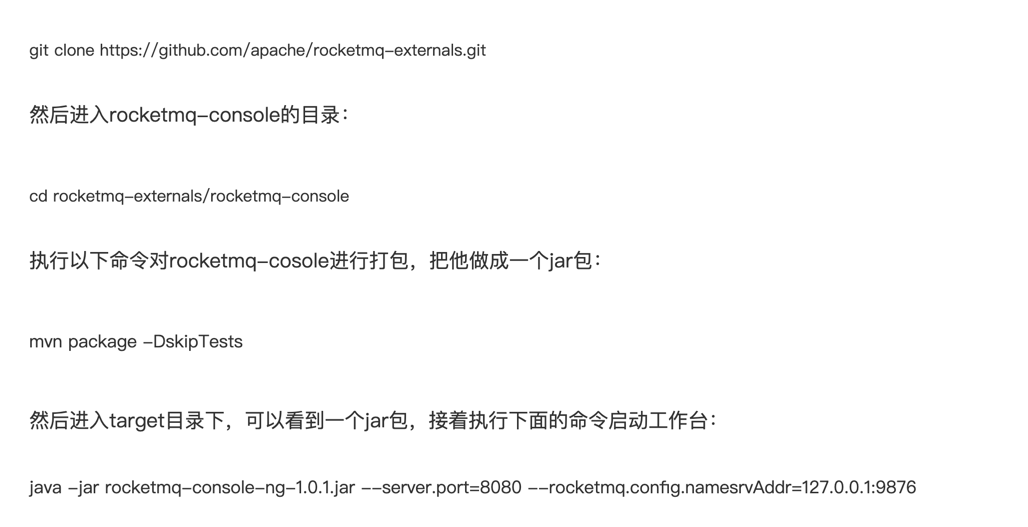 git clone https://github.com/apache/rocketmq-externals.git
然后进入rocketmq-console的目录：
cd rocketmq-externals/rocketmq-console
执行以下命令对rocketmq-cosole进行打包，把他做成一个jar包：
mvn package -DskipTests
然后进入target目录下，可以看到一个jar包，接着执行下面的命令启动工作台：
java -jar rocketmq-console-ng-1.0.1.jar --server.port=8080 --rocketmq.config.namesrvAddr=127.0.0.1:9876